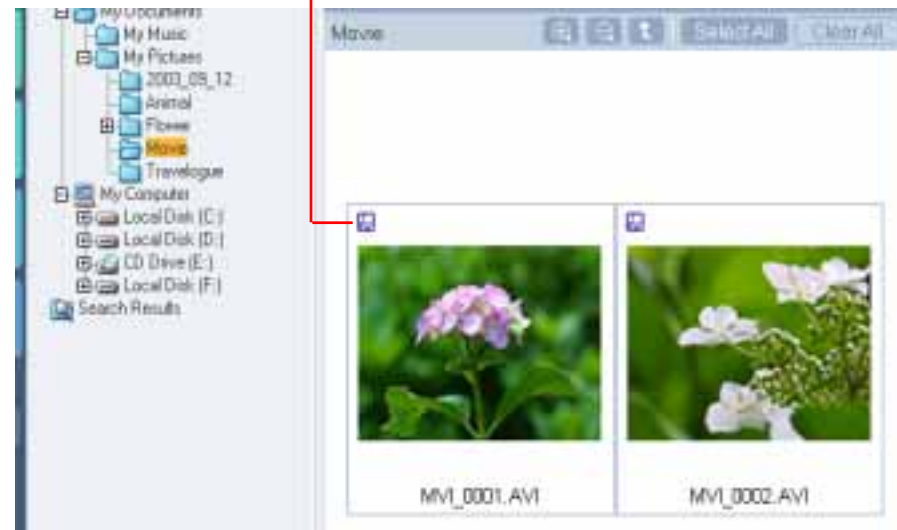 My Documents
My Music
My Pictures
2003_09_12
Animal
Flower
Movie
Travelogue
My Computer
Local Disk (C:)
Local Disk (D:)
CD Drive (E:)
Local Disk (F:)
Search Results
Movie
Select All
Clear All
MVI_0001.AVI
MVI_0002.AVI